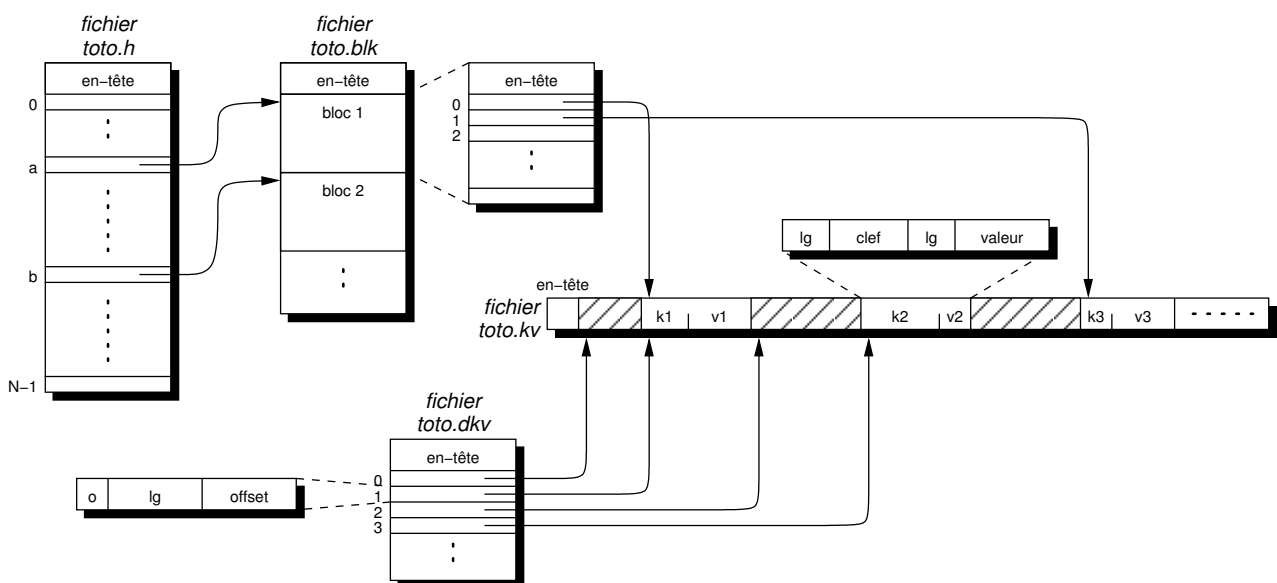 fichier
toto.h
en-tête
0
a
b
N-1
fichier
toto.blk
en-tête
bloc 1
bloc 2
en-tête
0
1
2
lg clef lg valeur
en-tête
fichier
toto.kv
k1 v1 k2 v2 k3 v3
fichier
toto.dkv
en-tête
0
1
2
3
o lg offset